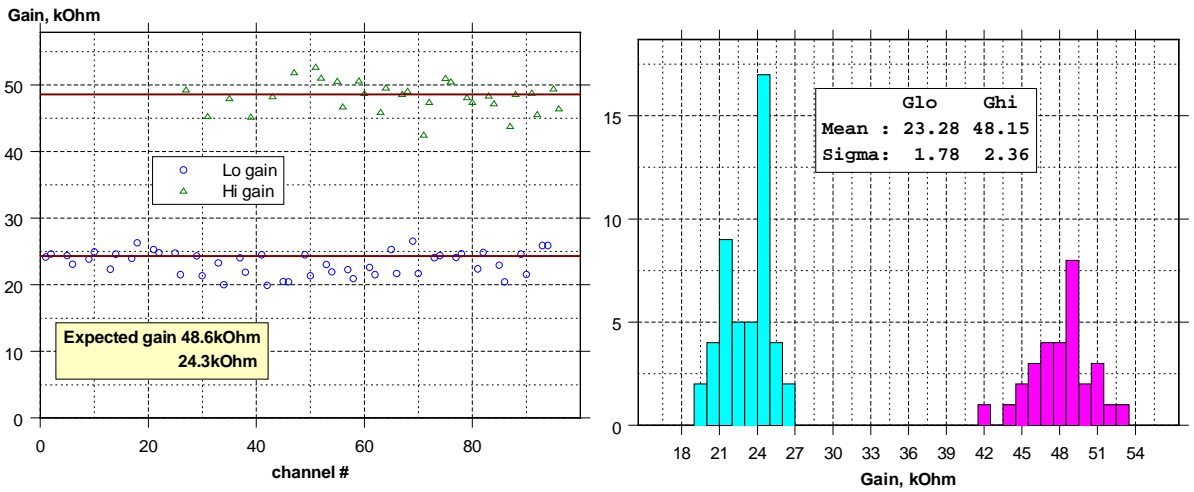 Gain, kOhm
50
40
30
20
10
0
0 20 40 60 80
channel #
Lo gain
Hi gain
Expected gain 48.6kOhm
24.3kOhm
15
10
5
0
18 21 24 27 30 33 36 39 42 45 48 51 54
Gain, kOhm
Glo Ghi
Mean : 23.28 48.15
Sigma: 1.78 2.36